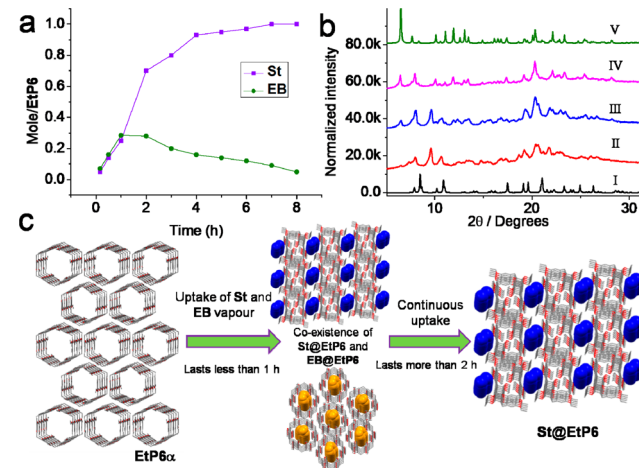 a
1.0
0.8
0.6
0.4
0.2
0.0
Mole/EtP6
St
EB
0
2
4
6
8
Time (h)
b
80.0k
60.0k
40.0k
20.0k
0.0
Normalized intensity
V
IV
III
II
I
10
20
30
2θ / Degrees
c
EtP6α
Uptake of St and
EB vapour
Lasts less than 1 h
Co-existence of
St@EtP6 and
EB@EtP6
Continuous
uptake
Lasts more than 2 h
St@EtP6